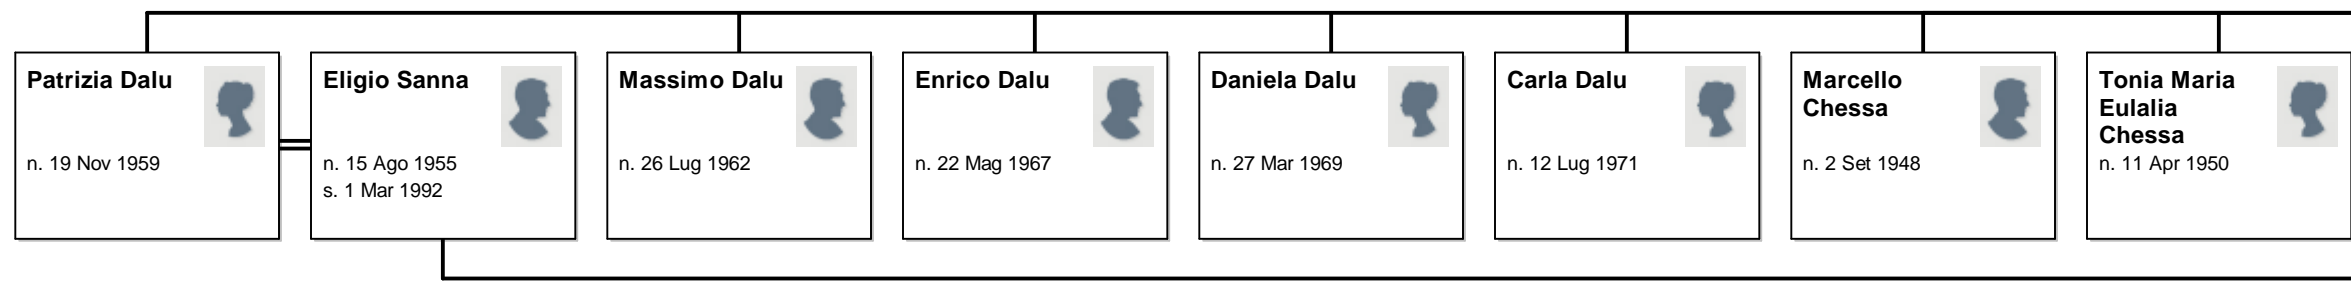 Patrizia Dalu
n. 19 Nov 1959
Eligio Sanna
n. 15 Ago 1955
s. 1 Mar 1992
Massimo Dalu
n. 26 Lug 1962
Enrico Dalu
n. 22 Mag 1967
Daniela Dalu
n. 27 Mar 1969
Carla Dalu
n. 12 Lug 1971
Marcello
Chessa
n. 2 Set 1948
Tonia Maria
Eulalia
Chessa
n. 11 Apr 1950